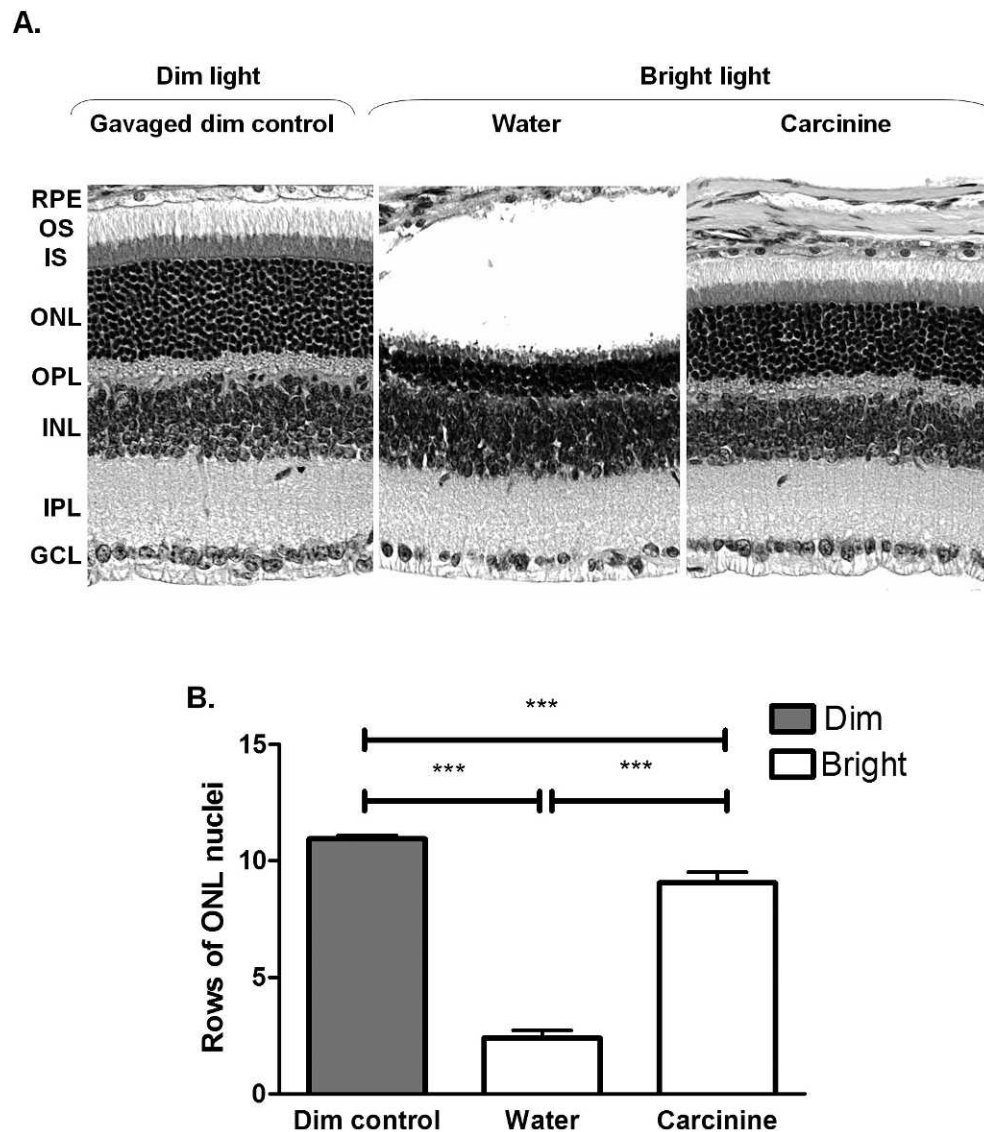 A.
Dim light
Bright light
Gavaged dim control
Water
Carcinine
RPE
OS
IS
ONL
OPL
INL
IPL
GCL
B.
***
Dim
***
***
Bright
15
10
5
0
Rows of ONL nuclei
Dim control
Water
Carcinine